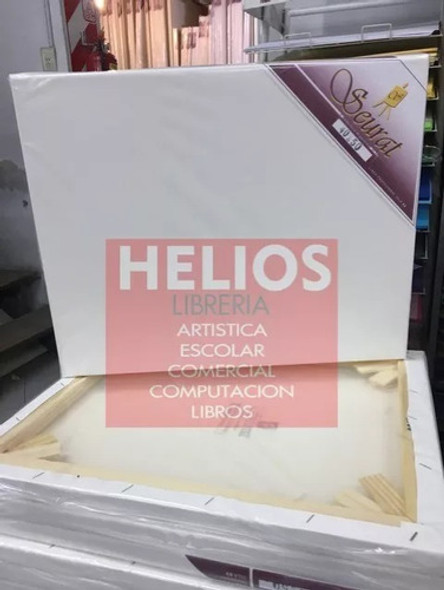 Seurat
40.50
HELIOS
LIBRERIA
ARTISTICA
ESCOLAR
COMERCIAL
COMPUTACION
LIBROS